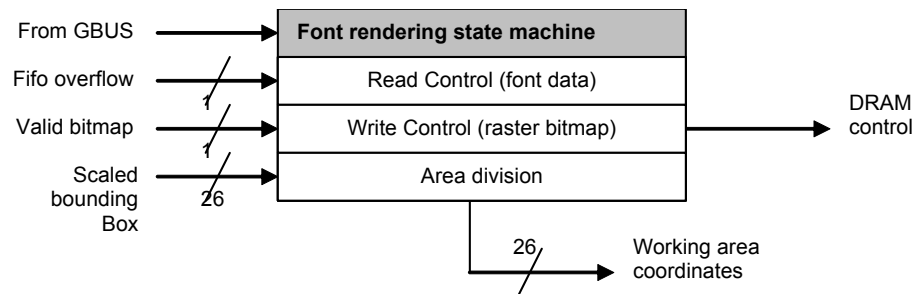 From GBUS
Font rendering state machine
Fifo overflow
1
Read Control (font data)
Valid bitmap
1
Write Control (raster bitmap)
DRAM
control
Scaled
bounding
Box
26
Area division
26
Working area
coordinates